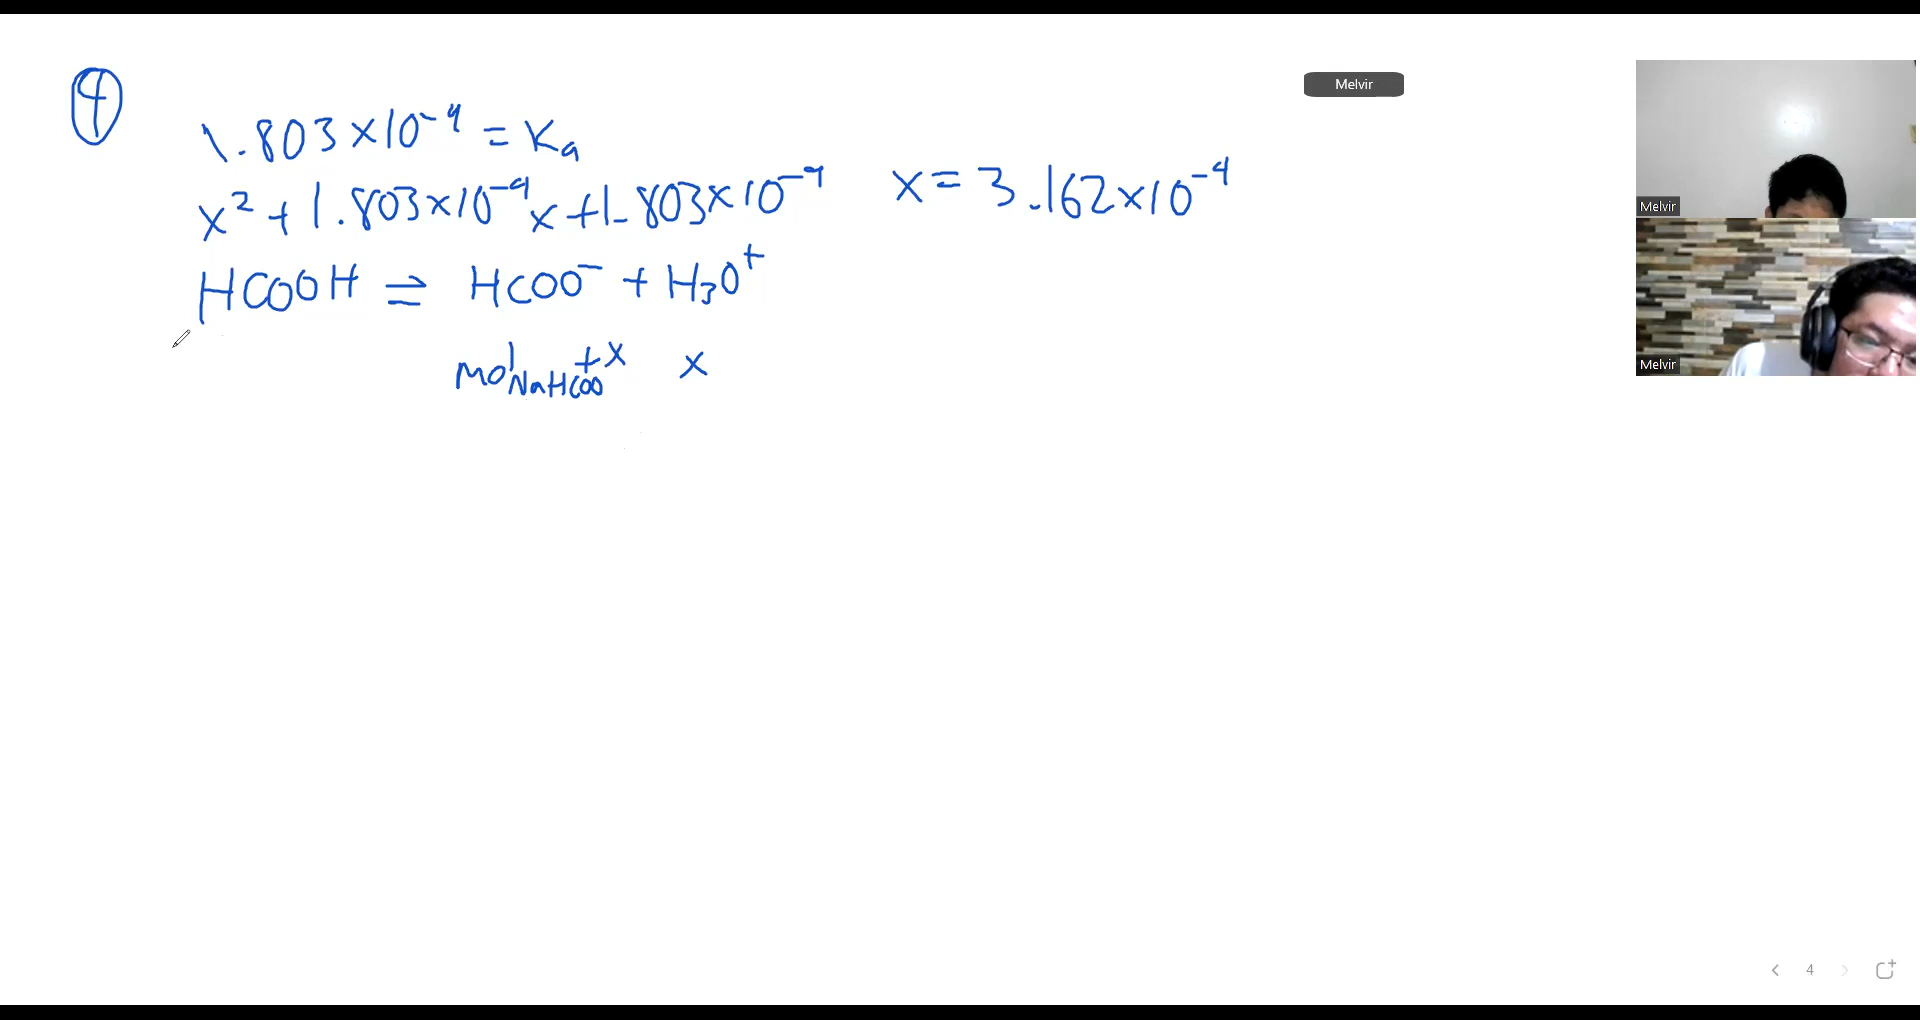 ④
1.803×10⁻⁴ = Kₐ
x² + 1.803×10⁻⁴x + 1.803×10⁻⁴
x = 3.162×10⁻⁴
HCOOH ⇌ HCOO⁻ + H₃O⁺
mol NaHCOO + x   x
Melvir
Melvir
Melvir
4